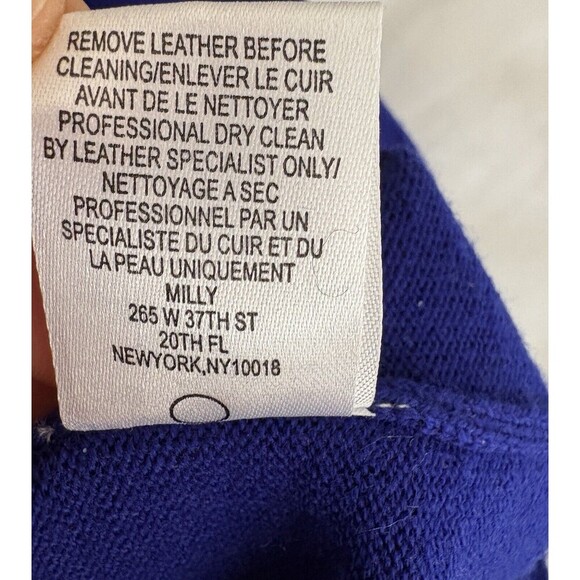 REMOVE LEATHER BEFORE
CLEANING/ENLEVER LE CUIR
AVANT DE LE NETTOYER
PROFESSIONAL DRY CLEAN
BY LEATHER SPECIALIST ONLY/
NETTOYAGE A SEC
PROFESSIONNEL PAR UN
SPECIALISTE DU CUIR ET DU
LA PEAU UNIQUEMENT
MILLY
265 W 37TH ST
20TH FL
NEWYORK,NY10018